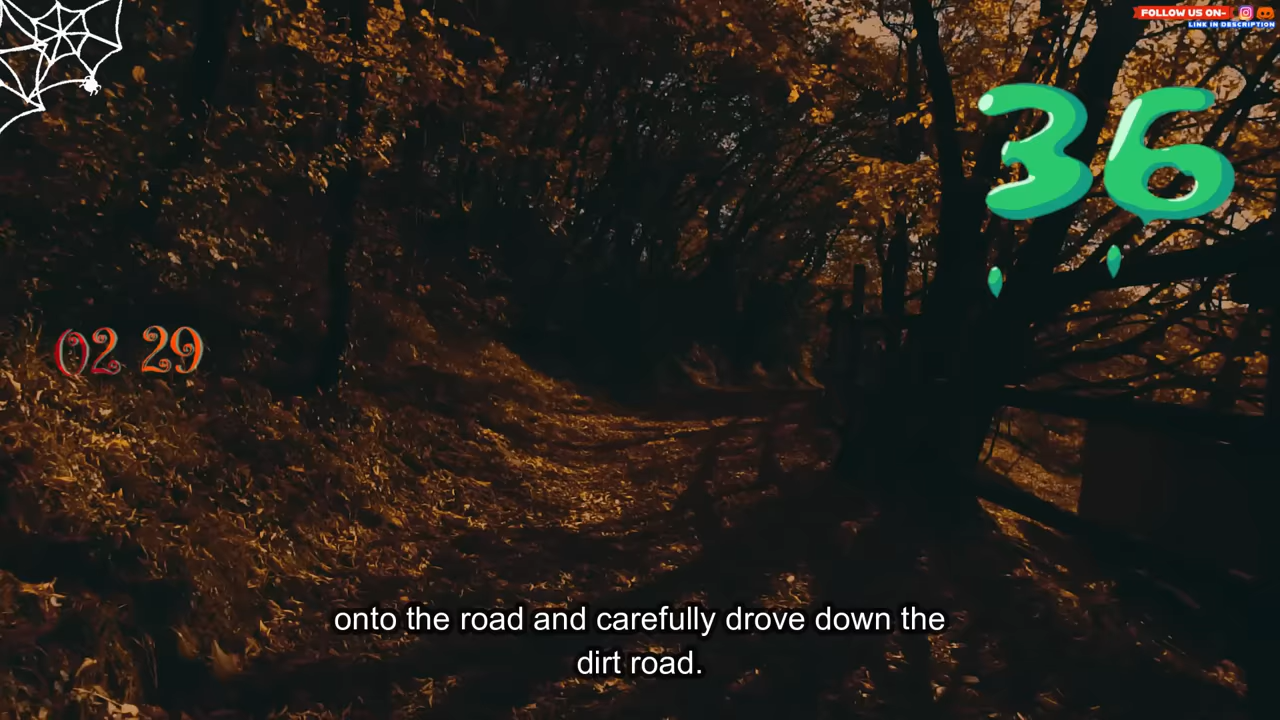 FOLLOW US ON-
LINK IN DESCRIPTION
36
02 29
onto the road and carefully drove down the
dirt road.